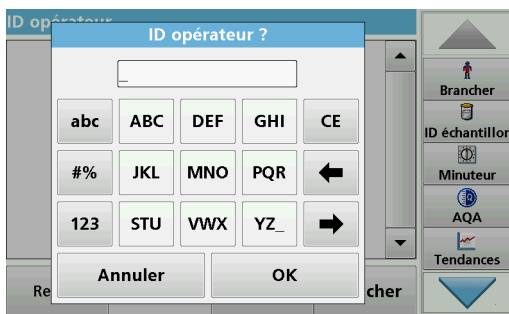 ID opérateur
ID opérateur ?
_
abc ABC DEF GHI CE
#% JKL MNO PQR
123 STU VWX YZ_
Annuler OK
Re
cher
Brancher
ID échantillon
Minuteur
AQA
Tendances